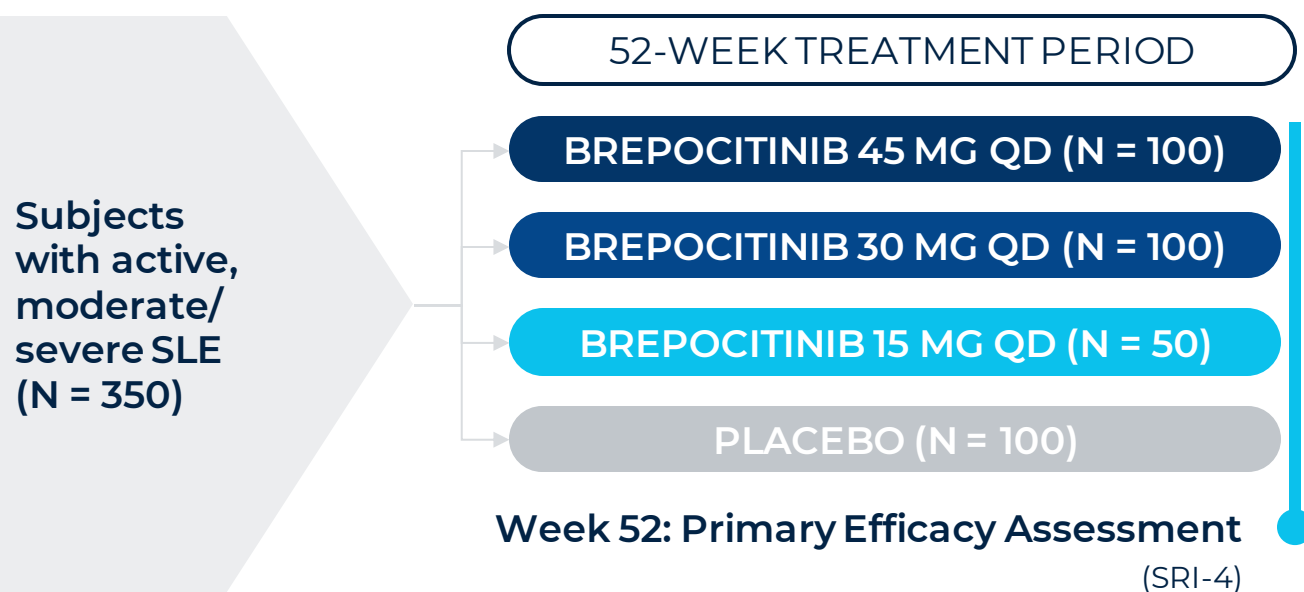 52-WEEK TREATMENT PERIOD
Subjects
with active,
moderate/
severe SLE
(N = 350)
BREPOCITINIB 45 MG QD (N = 100)
BREPOCITINIB 30 MG QD (N = 100)
BREPOCITINIB 15 MG QD (N = 50)
PLACEBO (N = 100)
Week 52: Primary Efficacy Assessment
(SRI-4)